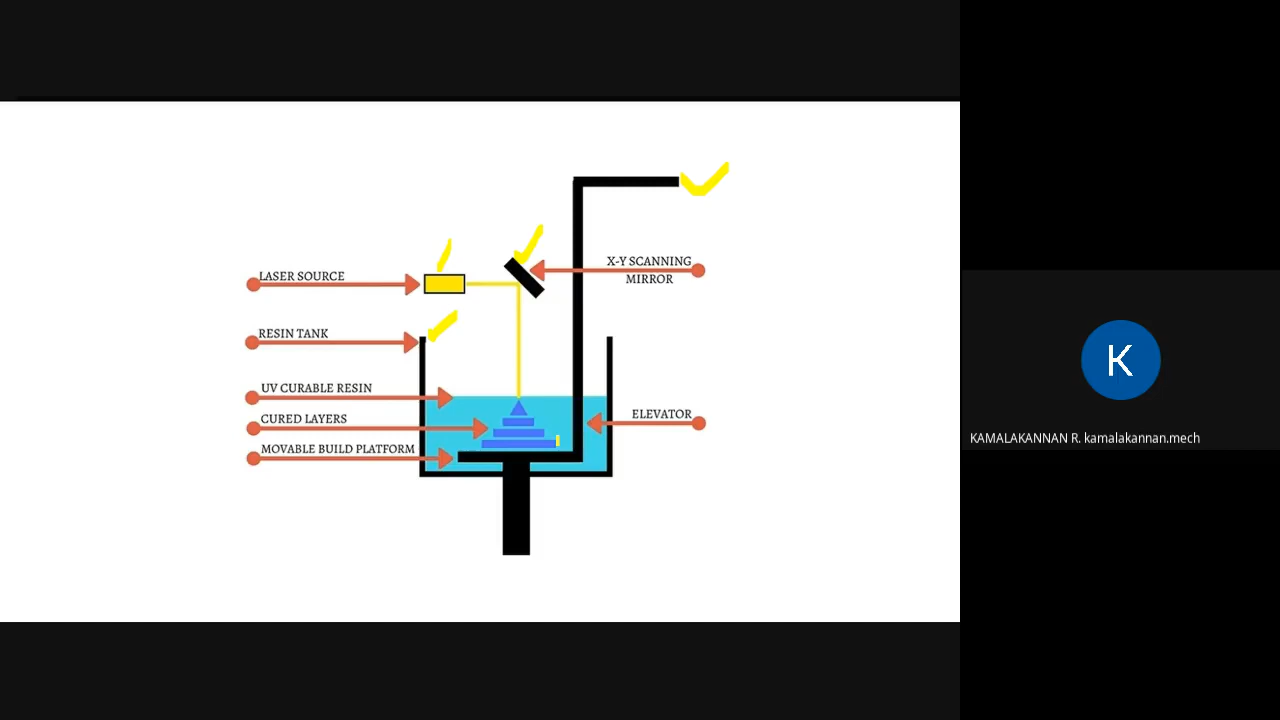 LASER SOURCE
X-Y SCANNING
MIRROR
RESIN TANK
UV CURABLE RESIN
CURED LAYERS
ELEVATOR
MOVABLE BUILD PLATFORM
K
KAMALAKANNAN R. kamalakannan.mech